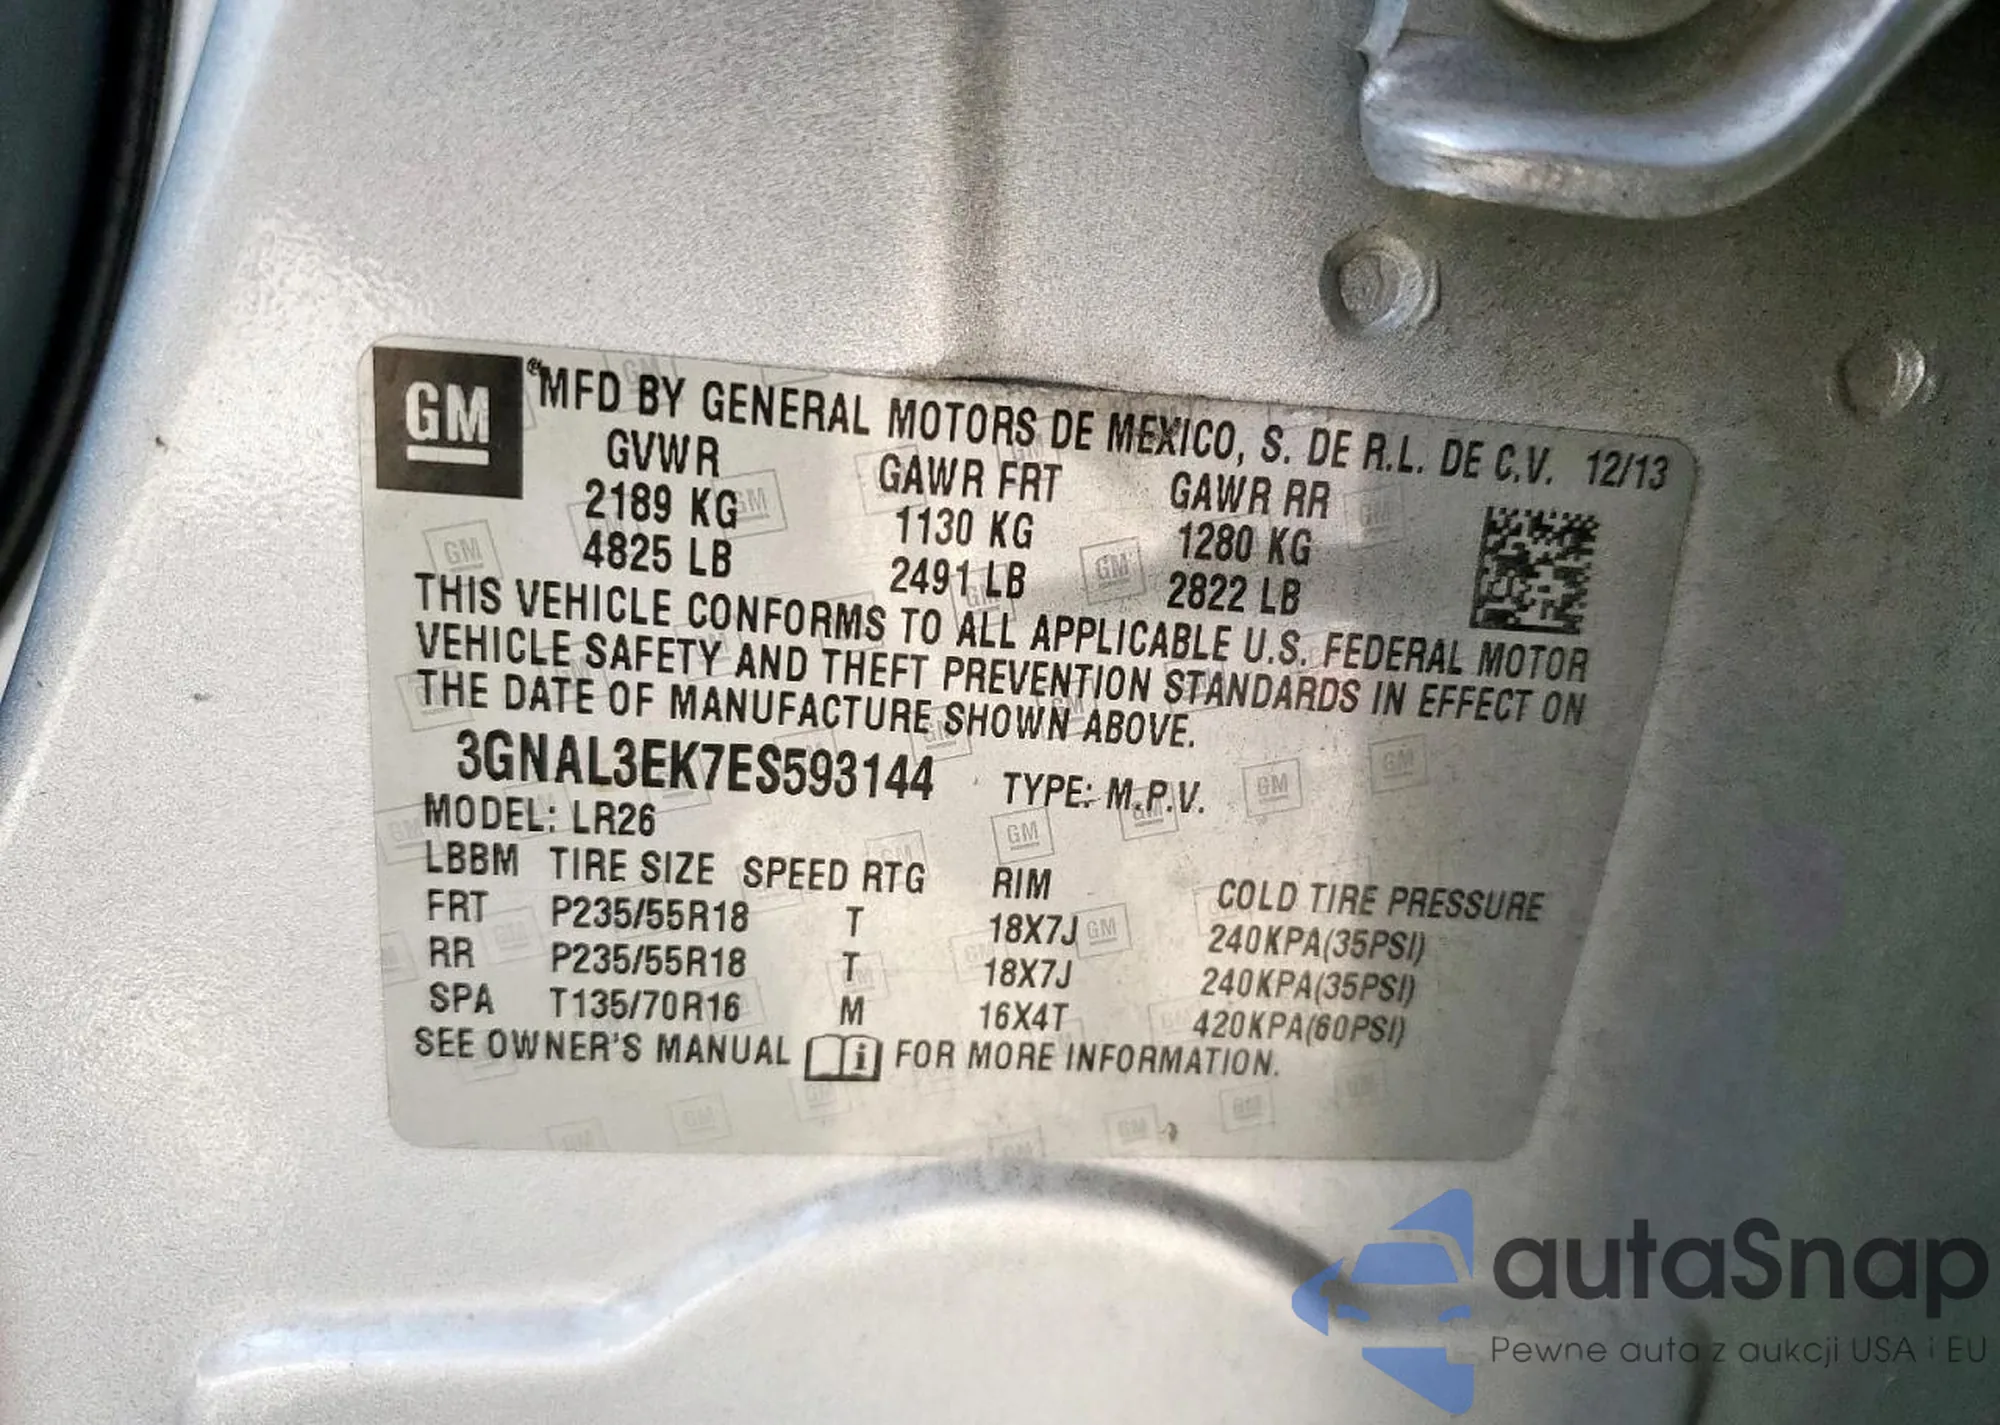 GM
® MFD BY GENERAL MOTORS DE MEXICO, S. DE R.L. DE C.V. 12/13
GVWR GAWR FRT GAWR RR
2189 KG 1130 KG 1280 KG
4825 LB 2491 LB 2822 LB
THIS VEHICLE CONFORMS TO ALL APPLICABLE U.S. FEDERAL MOTOR
VEHICLE SAFETY AND THEFT PREVENTION STANDARDS IN EFFECT ON
THE DATE OF MANUFACTURE SHOWN ABOVE.
3GNAL3EK7ES593144 TYPE: M.P.V.
MODEL: LR26
LBBM TIRE SIZE SPEED RTG RIM COLD TIRE PRESSURE
FRT P235/55R18 T 18X7J 240KPA(35PSI)
RR P235/55R18 T 18X7J 240KPA(35PSI)
SPA T135/70R16 M 16X4T 420KPA(60PSI)
SEE OWNER'S MANUAL i FOR MORE INFORMATION.
autaSnap
Pewne auta z aukcji USA i EU